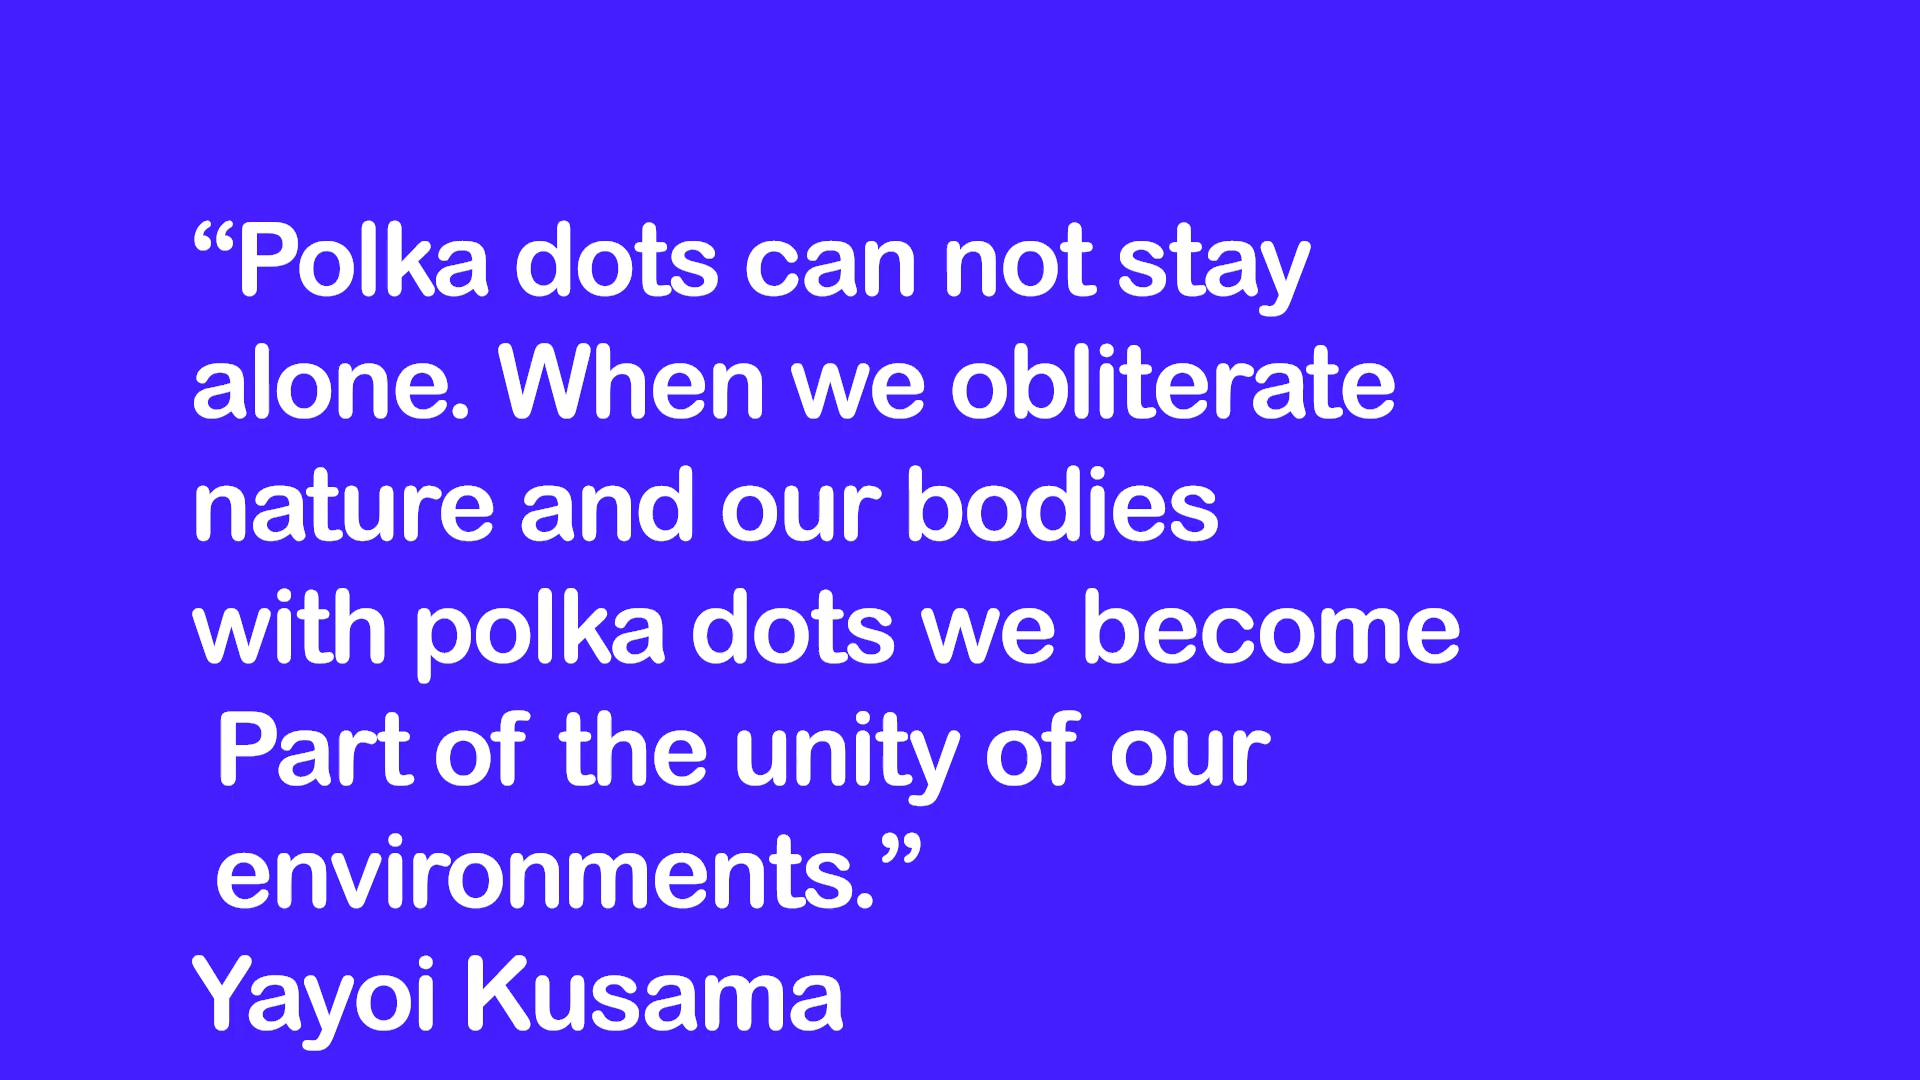 “Polka dots can not stay
alone. When we obliterate
nature and our bodies
with polka dots we become
Part of the unity of our
environments.”
Yayoi Kusama